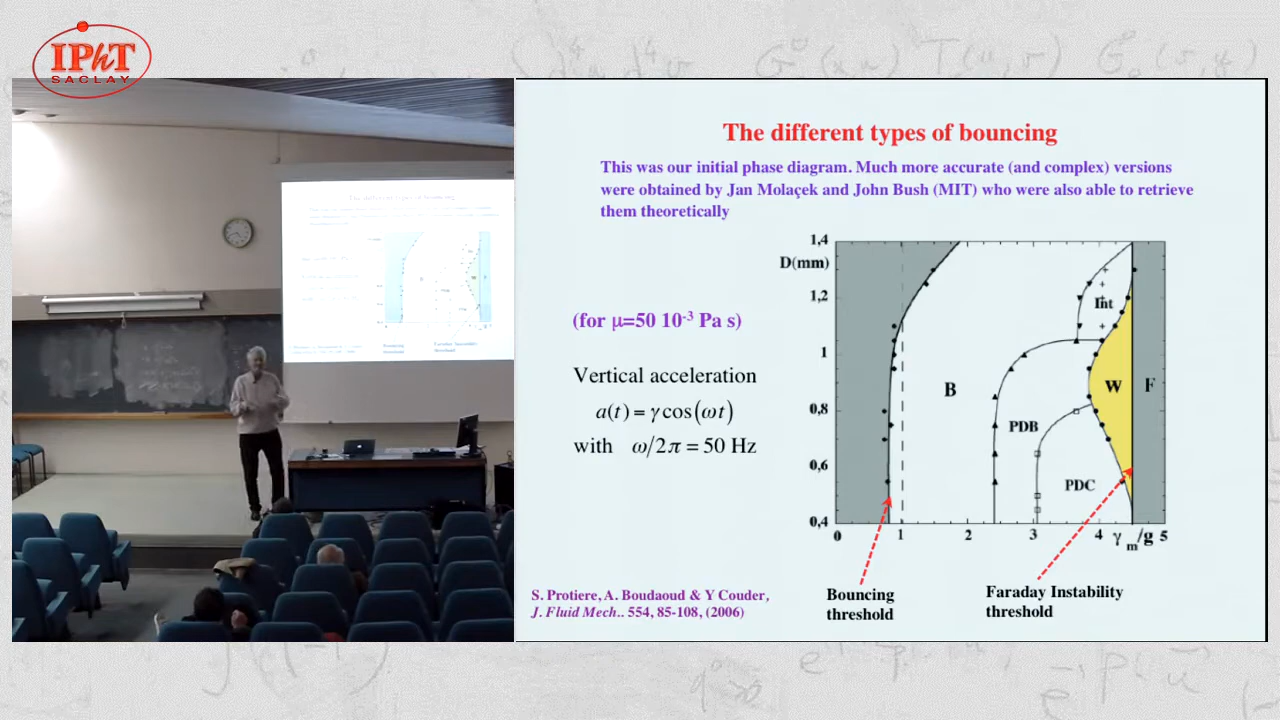 IPhT
SACLAY
The different types of bouncing
This was our initial phase diagram. Much more accurate (and complex) versions
were obtained by Jan Molaçek and John Bush (MIT) who were also able to retrieve
them theoretically
(for μ=50 10⁻³ Pa s)
Vertical acceleration
a(t) = γ cos(ωt)
with ω/2π = 50 Hz
1,4
D(mm)
1,2
1
0,8
0,6
0,4
Int
B
W
F
PDB
PDC
0 1 2 3 4 γm/g 5
Bouncing
threshold
Faraday Instability
threshold
S. Protiere, A. Boudaoud & Y Couder,
J. Fluid Mech.. 554, 85-108, (2006)